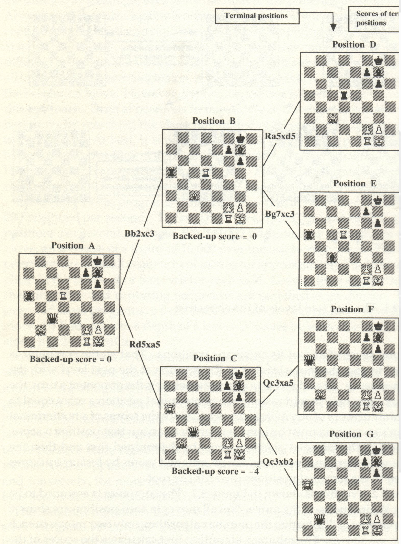 Terminal positions
Scores of ter
positions
Position D
Position B
Ra5xd5
Bg7xc3
Position E
Position A
Bb2xc3
Backed-up score = 0
Position F
Rd5xa5
Backed-up score = 0
Position C
Qc3xa5
Position G
Qc3xb2
Backed-up score = -4